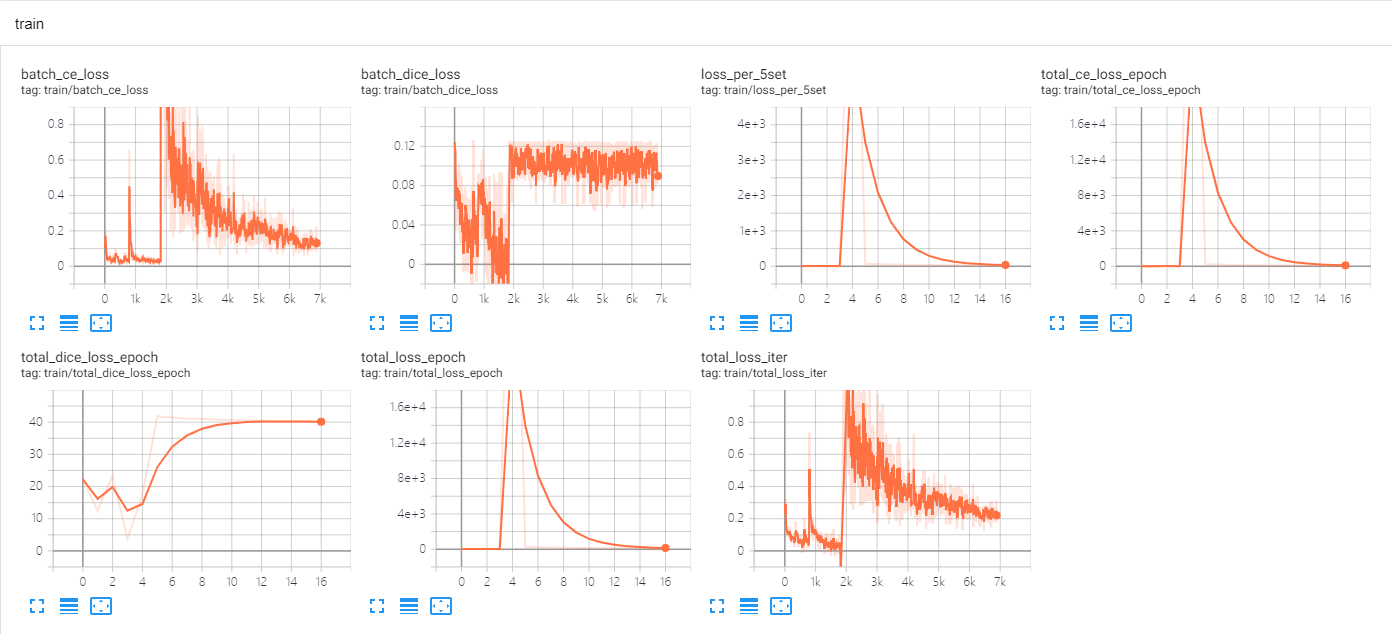 train
batch_ce_loss
tag: train/batch_ce_loss
0.8
0.6
0.4
0.2
0
0 1k 2k 3k 4k 5k 6k 7k
batch_dice_loss
tag: train/batch_dice_loss
0.12
0.08
0.04
0
0 1k 2k 3k 4k 5k 6k 7k
loss_per_5set
tag: train/loss_per_5set
4e+3
3e+3
2e+3
1e+3
0
0 2 4 6 8 10 12 14 16
total_ce_loss_epoch
tag: train/total_ce_loss_epoch
1.6e+4
1.2e+4
8e+3
4e+3
0
0 2 4 6 8 10 12 14 16
total_dice_loss_epoch
tag: train/total_dice_loss_epoch
40
30
20
10
0
0 2 4 6 8 10 12 14 16
total_loss_epoch
tag: train/total_loss_epoch
1.6e+4
1.2e+4
8e+3
4e+3
0
0 2 4 6 8 10 12 14 16
total_loss_iter
tag: train/total_loss_iter
0.8
0.6
0.4
0.2
0
0 1k 2k 3k 4k 5k 6k 7k